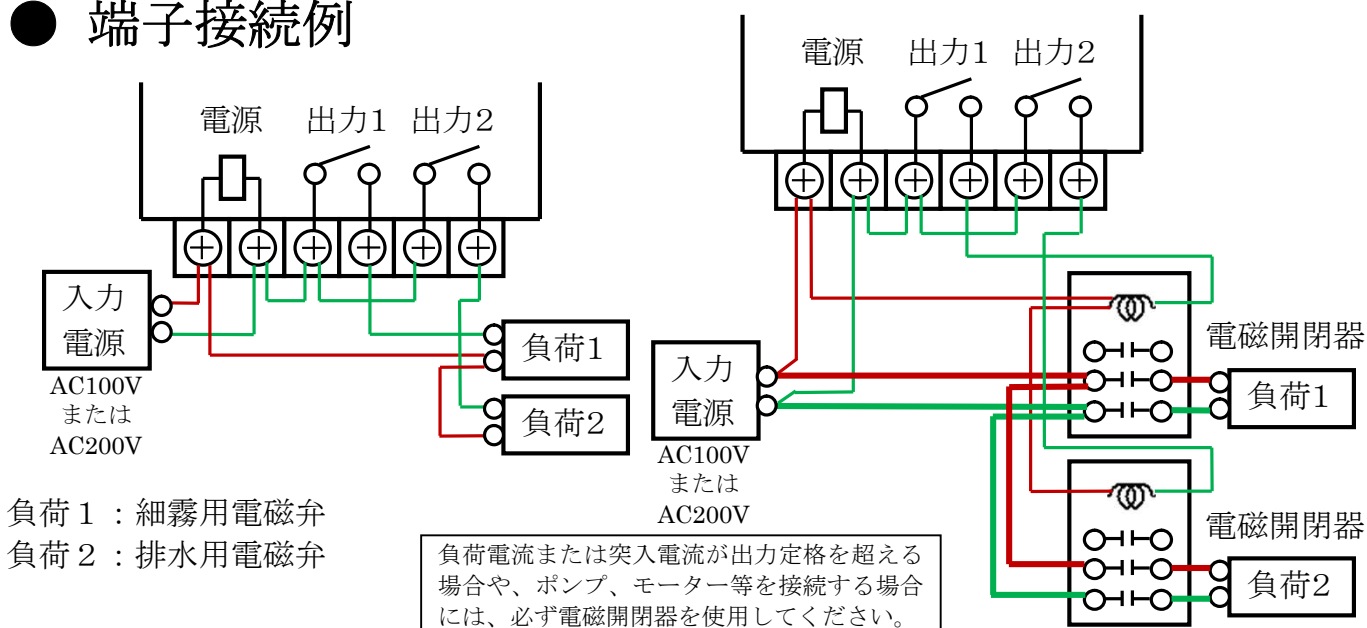 ● 端子接続例
電源 出力1 出力2
入力
電源
AC100V
または
AC200V
負荷1
負荷2
負荷１：細霧用電磁弁
負荷２：排水用電磁弁
電源 出力1 出力2
入力
電源
AC100V
または
AC200V
電磁開閉器
負荷1
電磁開閉器
負荷2
負荷電流または突入電流が出力定格を超える
場合や、ポンプ、モーター等を接続する場合
には、必ず電磁開閉器を使用してください。